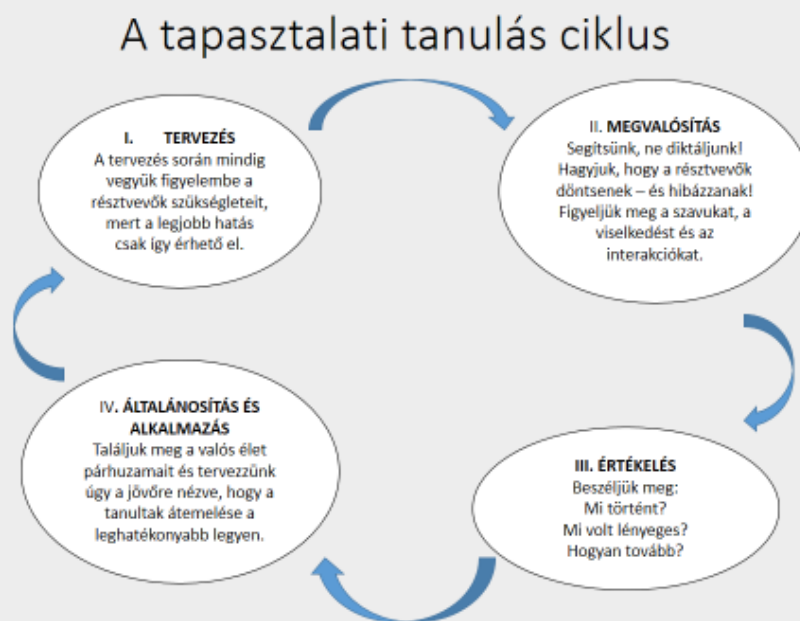 A tapasztalati tanulás ciklus
I. TERVEZÉS
A tervezés során mindig
vegyük figyelembe a
résztvevők szükségleteit,
mert a legjobb hatás
csak így érhető el.
II. MEGVALÓSÍTÁS
Segítsünk, ne diktáljunk!
Hagyjuk, hogy a résztvevők
döntsenek – és hibázzanak!
Figyeljük meg a szavukat, a
viselkedést és az
interakciókat.
III. ÉRTÉKELÉS
Beszéljük meg:
Mi történt?
Mi volt lényeges?
Hogyan tovább?
IV. ÁLTALÁNOSÍTÁS ÉS
ALKALMAZÁS
Találjuk meg a valós élet
párhuzamait és tervezzünk
úgy a jövőre nézve, hogy a
tanultak átemelése a
leghatékonyabb legyen.